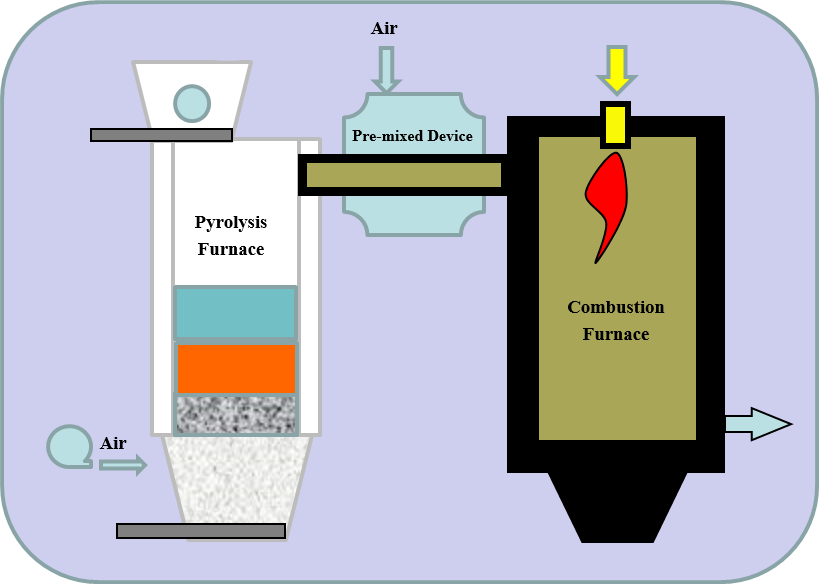 Air
Pre-mixed Device
Pyrolysis
Furnace
Combustion
Furnace
Air